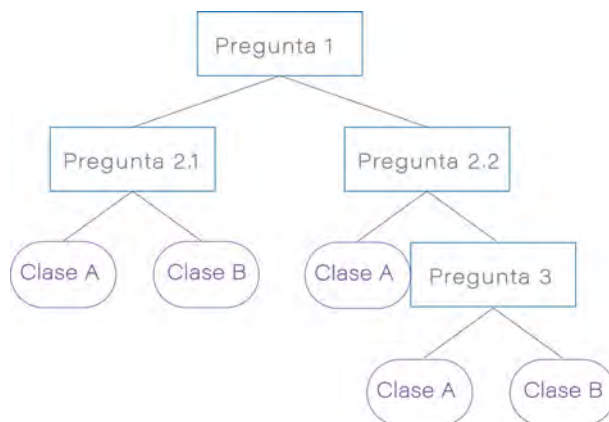 Pregunta 1
Pregunta 2.1
Pregunta 2.2
Clase A
Clase B
Clase A
Pregunta 3
Clase A
Clase B